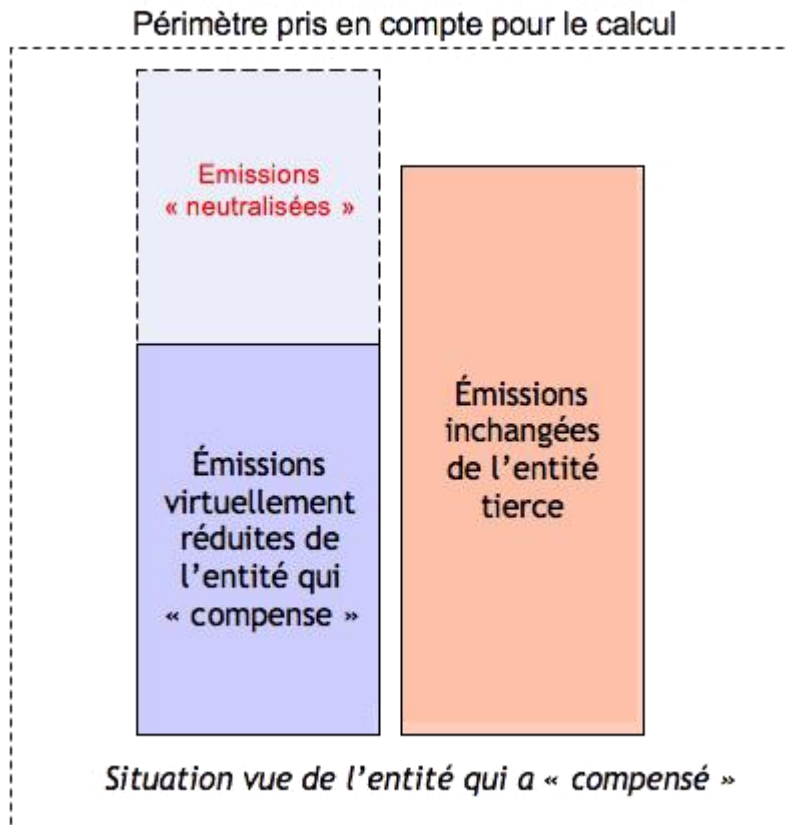 Périmètre pris en compte pour le calcul
Emissions
« neutralisées »
Émissions
virtuellement
réduites de
l’entité qui
« compense »
Émissions
inchangées
de l’entité
tierce
Situation vue de l’entité qui a « compensé »